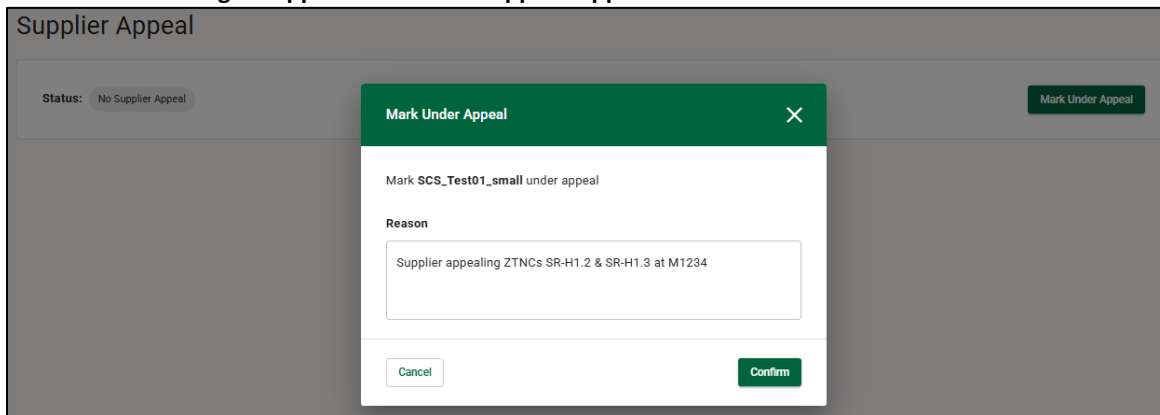 Supplier Appeal
Status: No Supplier Appeal
Mark Under Appeal
Mark Under Appeal
Mark SCS_Test01_small under appeal
Reason
Supplier appealing ZTNCs SR-H1.2 & SR-H1.3 at M1234
Cancel
Confirm